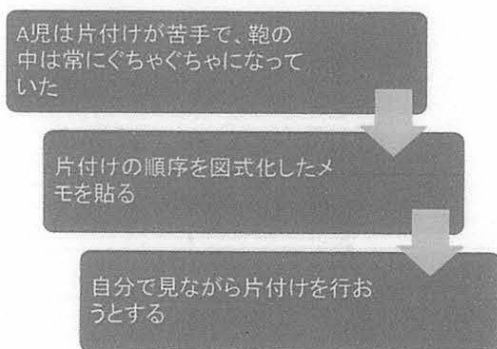 A児は片付けが苦手で、鞄の
中は常にぐちゃぐちゃになって
いた
片付けの順序を図式化したメ
モを貼る
自分で見ながら片付けを行お
うとする